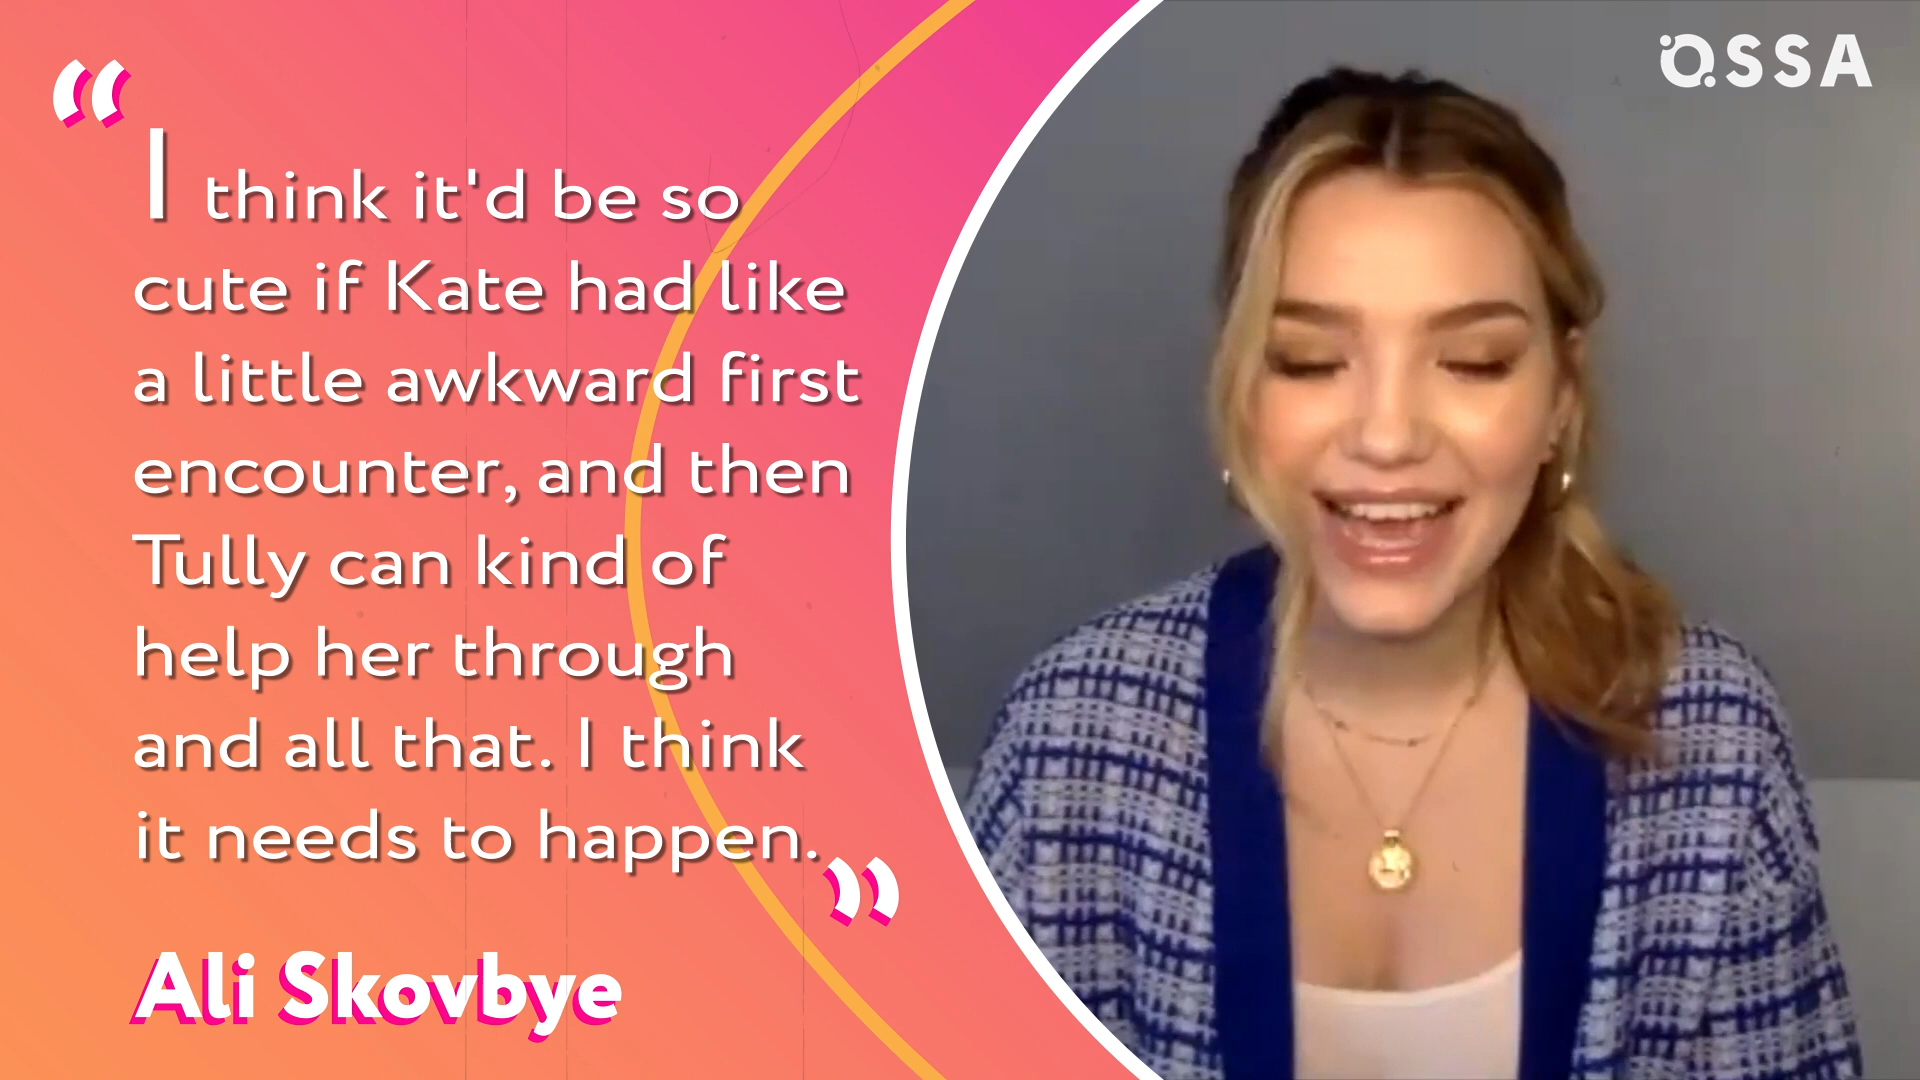 OSSA
“
I think it'd be so
cute if Kate had like
a little awkward first
encounter, and then
Tully can kind of
help her through
and all that. I think
it needs to happen.
”
Ali Skovbye